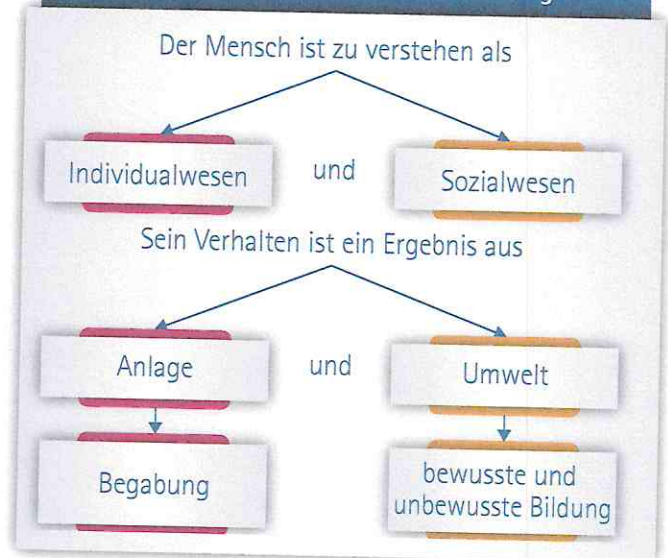 Der Mensch ist zu verstehen als
Individualwesen und Sozialwesen
Sein Verhalten ist ein Ergebnis aus
Anlage und Umwelt
Begabung
bewusste und
unbewusste Bildung